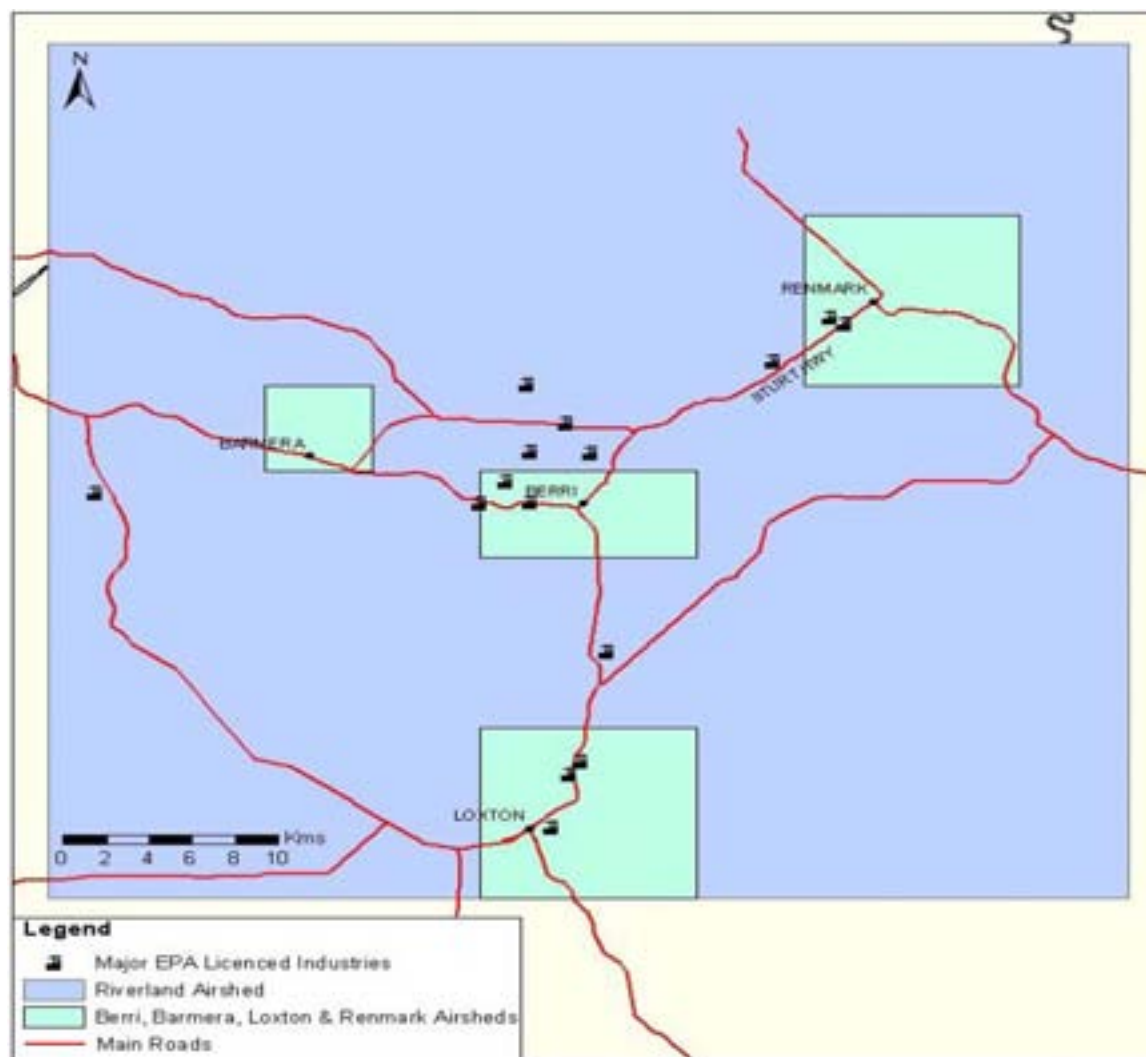 N
RENMARK
STURT HWY
BARMERA
BERRI
LOXTON
Kms
0 2 4 6 8 10
Legend
Major EPA Licenced Industries
Riverland Airshed
Berri, Barmera, Loxton & Renmark Airsheds
Main Roads